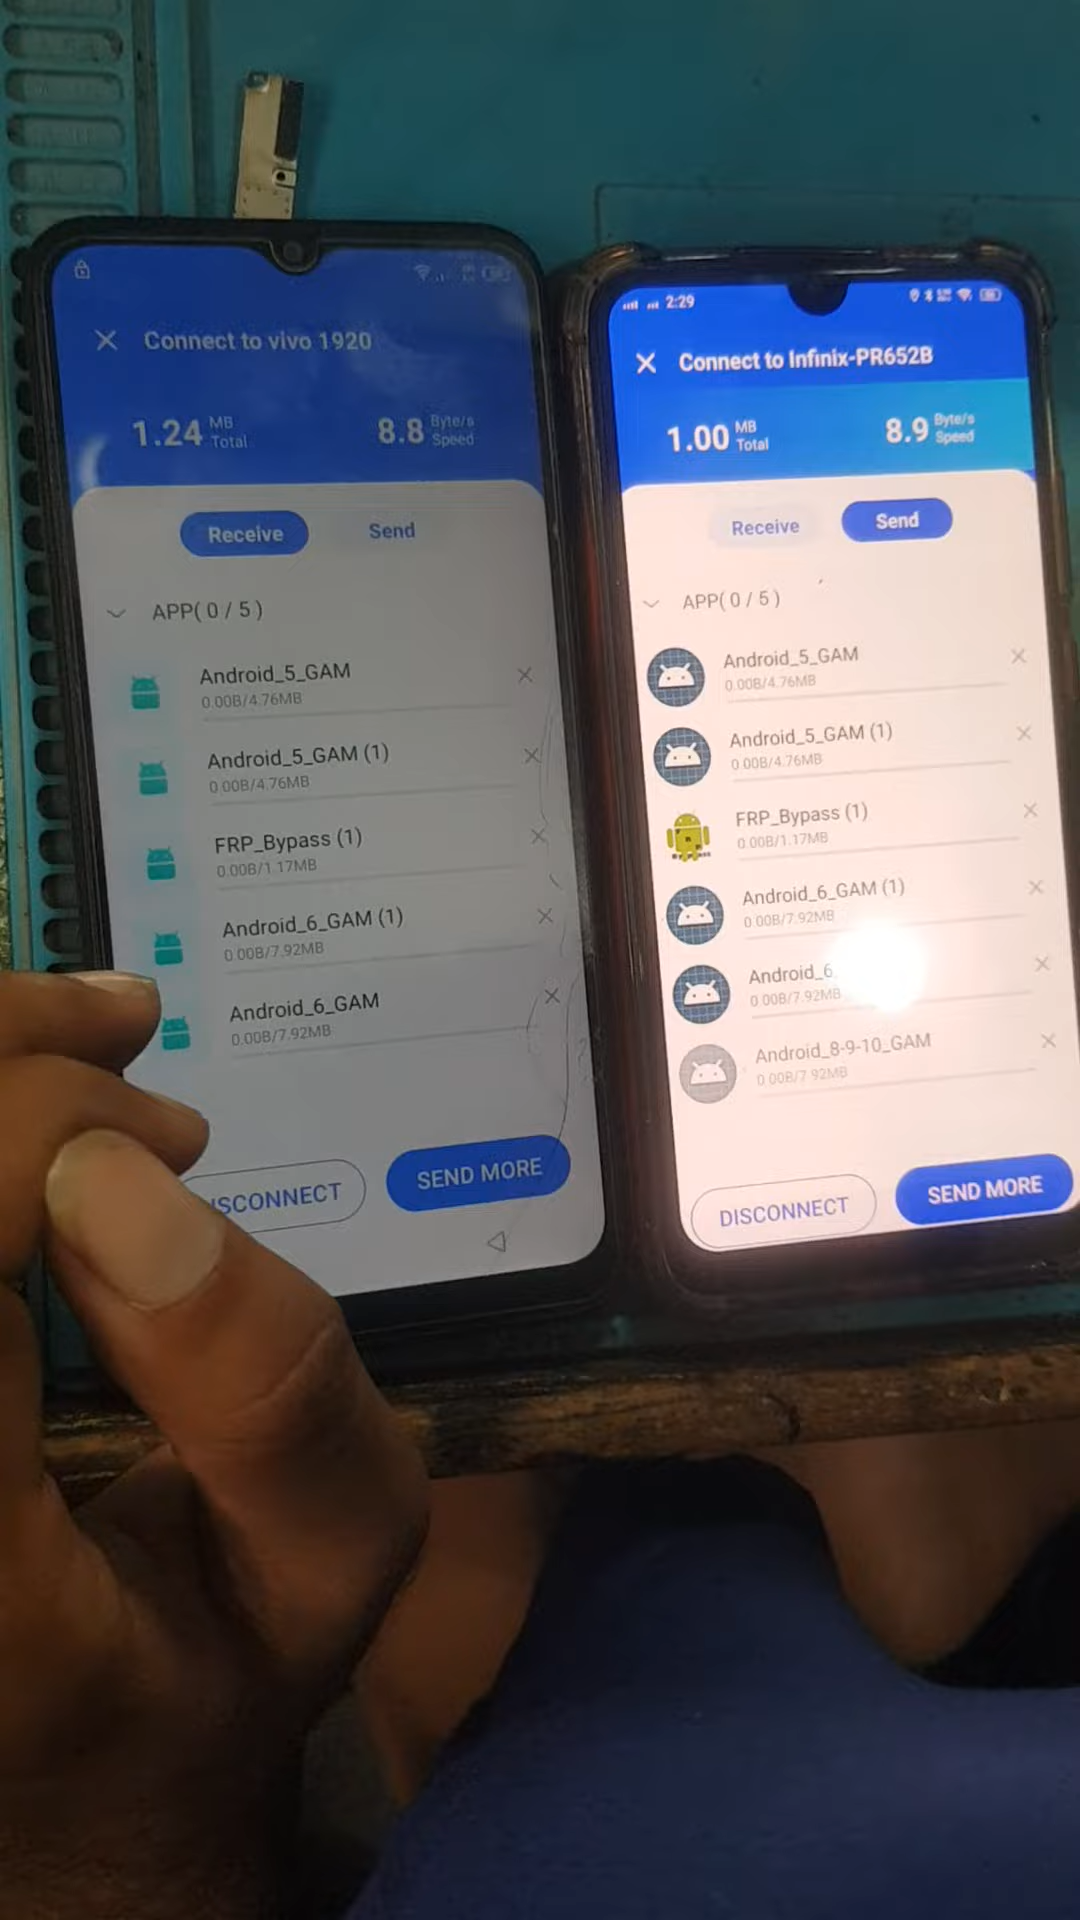 Connect to vivo 1920
1.24 MB Total
8.8 Byte/s Speed
Receive
Send
APP( 0 / 5 )
Android_5_GAM
0.00B/4.76MB
Android_5_GAM (1)
0.00B/4.76MB
FRP_Bypass (1)
0.00B/1.17MB
Android_6_GAM (1)
0.00B/7.92MB
Android_6_GAM
0.00B/7.92MB
ISCONNECT
SEND MORE
2:29
Connect to Infinix-PR652B
1.00 MB Total
8.9 Byte/s Speed
Receive
Send
APP( 0 / 5 )
Android_5_GAM
0.00B/4.76MB
Android_5_GAM (1)
0.00B/4.76MB
FRP_Bypass (1)
0.00B/1.17MB
Android_6_GAM (1)
0.00B/7.92MB
Android_6
0.00B/7.92MB
Android_8-9-10_GAM
0.00B/7.92MB
DISCONNECT
SEND MORE